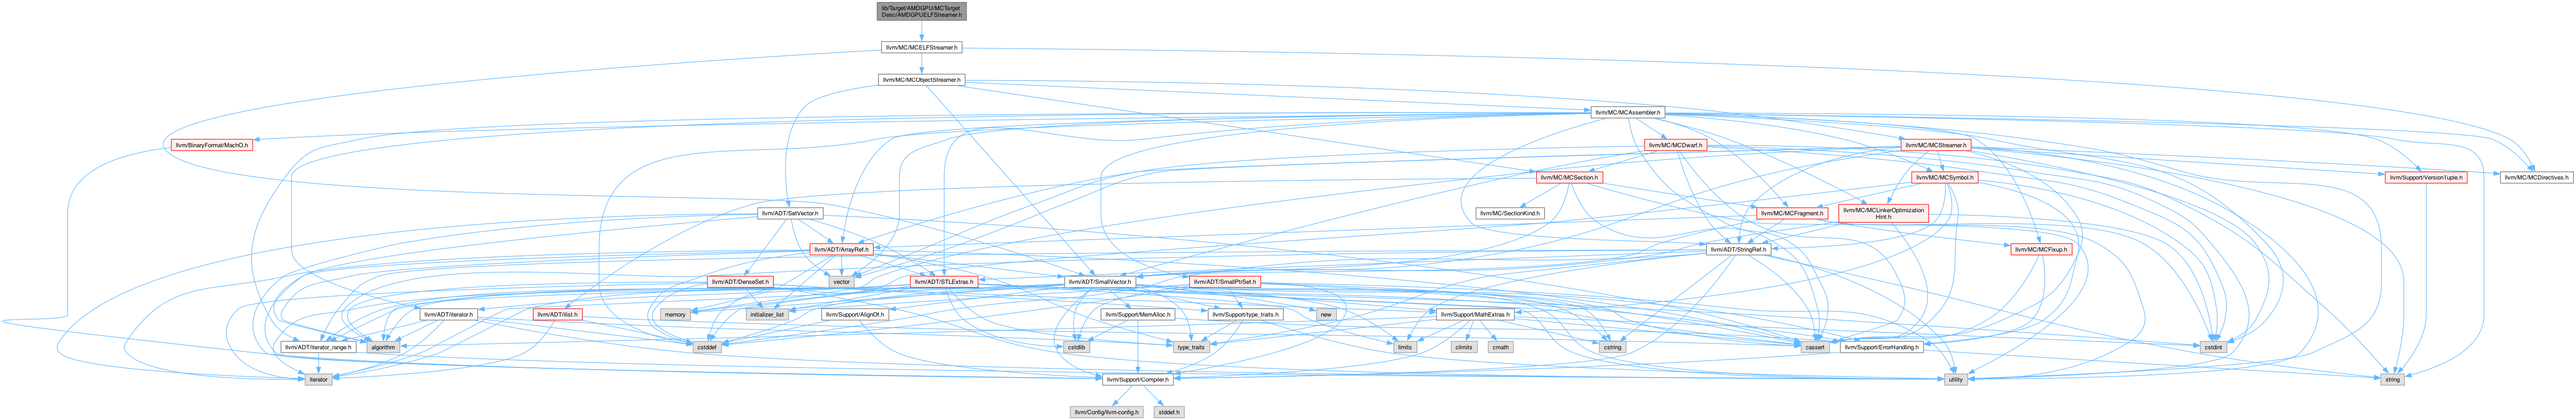 lib/Target/AMDGPU/MCTarget
Desc/AMDGPUELFStreamer.h
llvm/MC/MCELFStreamer.h
llvm/MC/MCObjectStreamer.h
llvm/MC/MCAssembler.h
llvm/BinaryFormat/MachO.h
llvm/MC/MCDwarf.h
llvm/MC/MCStreamer.h
llvm/MC/MCSection.h
llvm/MC/MCSymbol.h
llvm/Support/VersionTuple.h
llvm/MC/MCDirectives.h
llvm/ADT/SetVector.h
llvm/MC/SectionKind.h
llvm/MC/MCFragment.h
llvm/MC/MCLinkerOptimization
Hint.h
llvm/ADT/ArrayRef.h
llvm/ADT/StringRef.h
llvm/MC/MCFixup.h
llvm/ADT/DenseSet.h
vector
llvm/ADT/STLExtras.h
llvm/ADT/SmallVector.h
llvm/ADT/SmallPtrSet.h
llvm/ADT/iterator.h
llvm/ADT/ilist.h
memory
initializer_list
llvm/Support/AlignOf.h
llvm/Support/MemAlloc.h
llvm/Support/type_traits.h
new
llvm/Support/MathExtras.h
llvm/ADT/iterator_range.h
algorithm
cstddef
cstdlib
type_traits
limits
climits
cmath
cstring
cassert
llvm/Support/ErrorHandling.h
cstdint
iterator
llvm/Support/Compiler.h
utility
string
llvm/Config/llvm-config.h
stddef.h